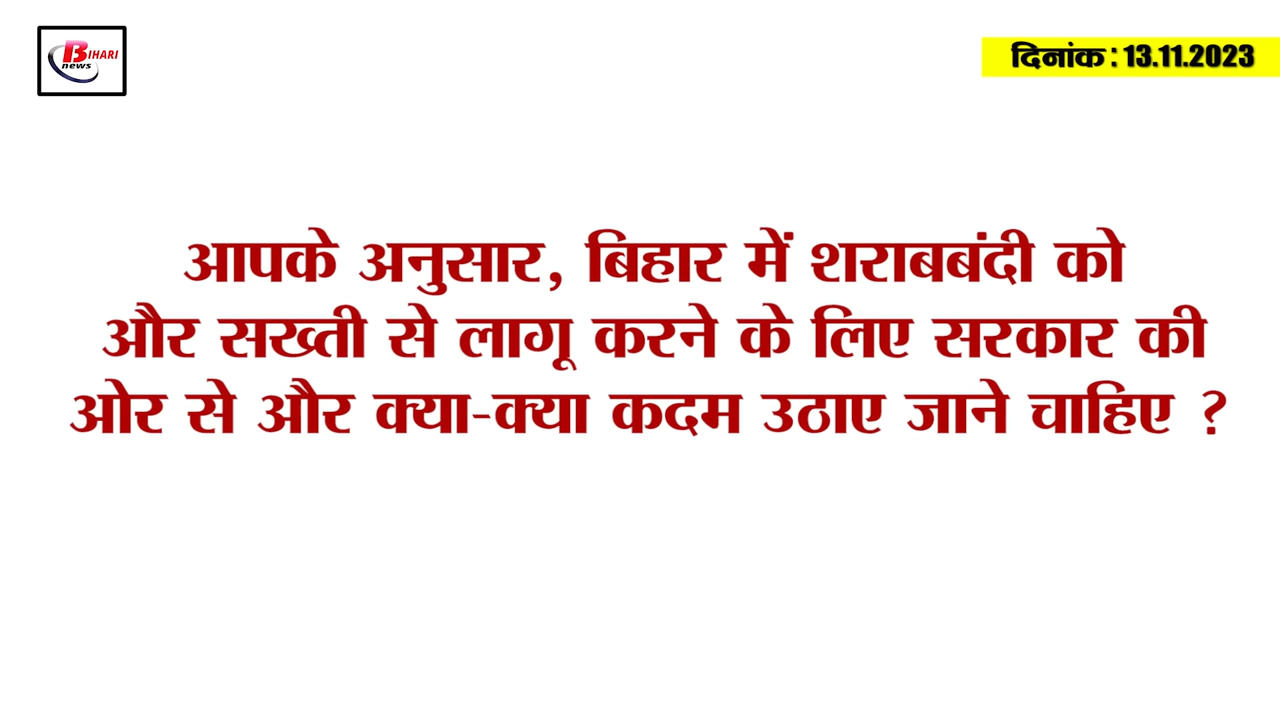 BIHARI
news
दिनांक : 13.11.2023
आपके अनुसार, बिहार में शराबबंदी को
और सख्ती से लागू करने के लिए सरकार की
ओर से और क्या-क्या कदम उठाए जाने चाहिए ?